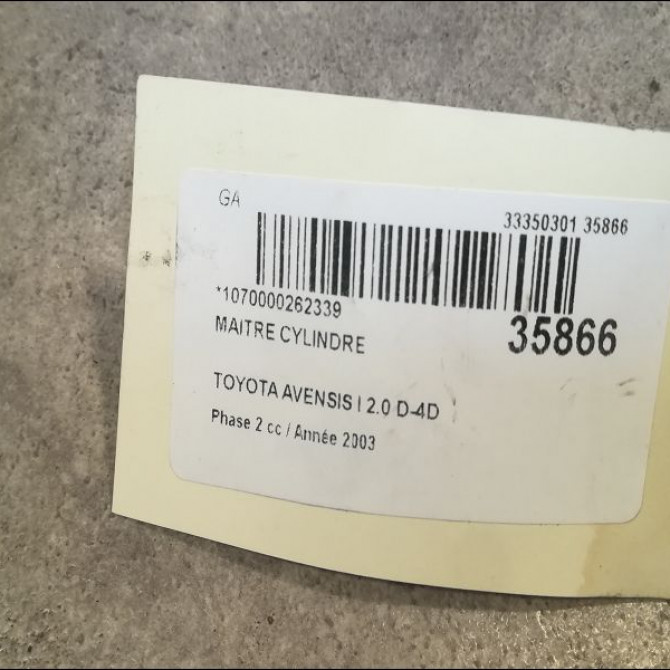 GA
33350301 35866
*1070000262339
35866
MAITRE CYLINDRE
TOYOTA AVENSIS I 2.0 D-4D
Phase 2 cc / Année 2003